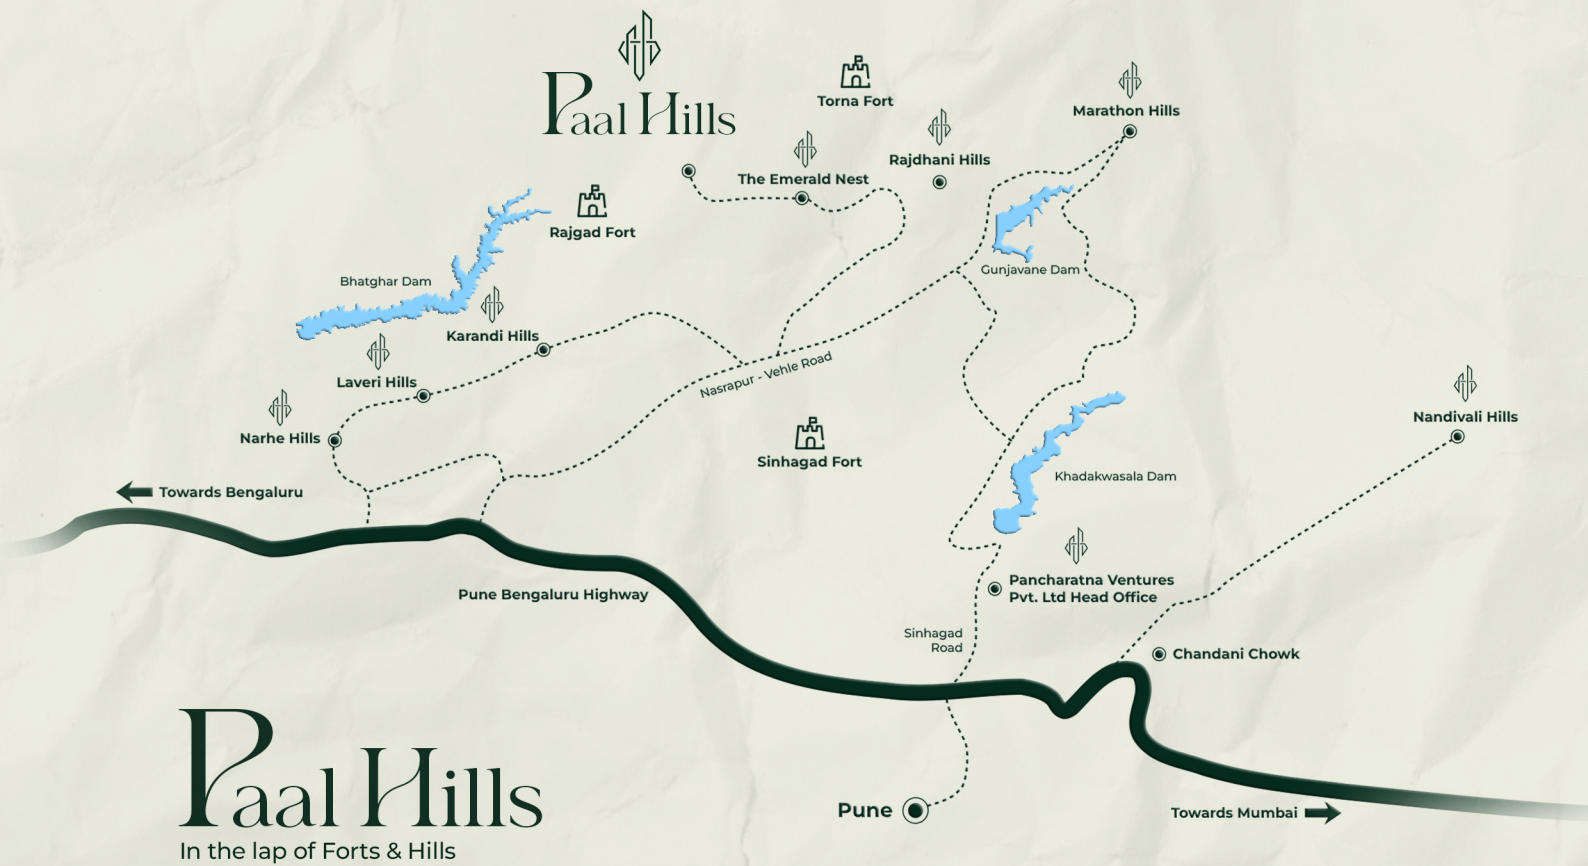 Paal Hills
Torna Fort
Marathon Hills
Rajdhani Hills
The Emerald Nest
Rajgad Fort
Gunjavane Dam
Bhatghar Dam
Karandi Hills
Laveri Hills
Nasrapur - Vehle Road
Nandivali Hills
Narhe Hills
Sinhagad Fort
Khadakwasala Dam
Towards Bengaluru
Pancharatna Ventures
Pvt. Ltd Head Office
Pune Bengaluru Highway
Sinhagad
Road
Chandani Chowk
Paal Hills
In the lap of Forts & Hills
Pune
Towards Mumbai